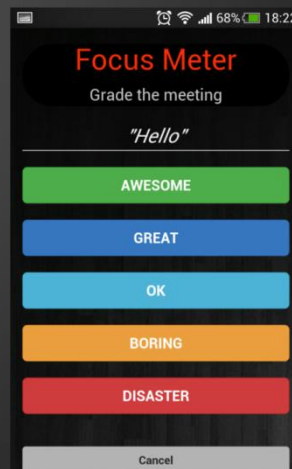 68% 18:22
Focus Meter
Grade the meeting
"Hello"
AWESOME
GREAT
OK
BORING
DISASTER
Cancel